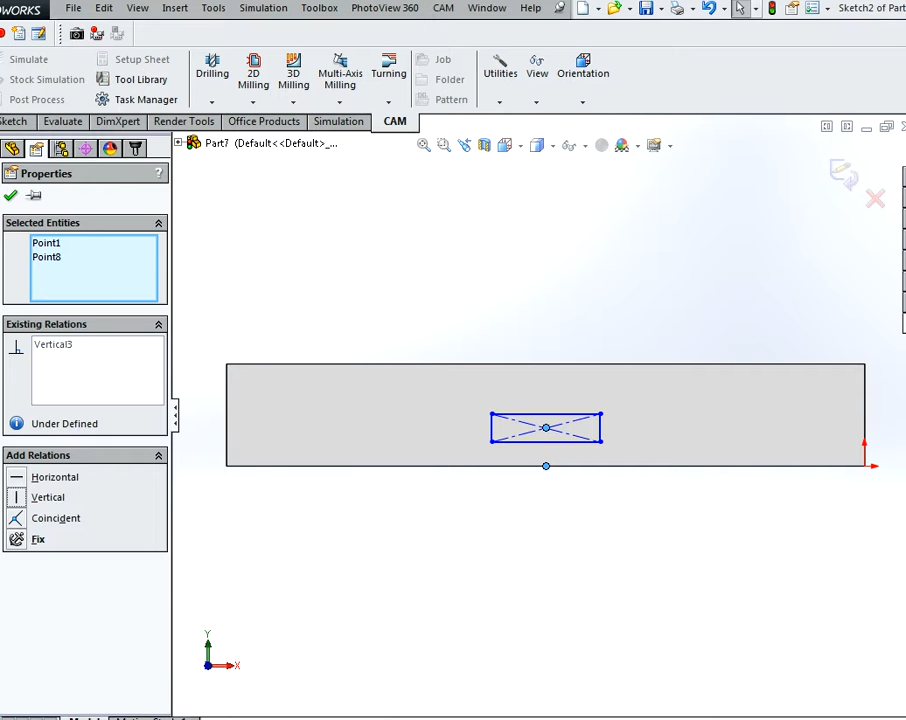 WORKS File Edit View Insert Tools Simulation Toolbox PhotoView 360 CAM Window Help Sketch2 of Part
Simulate Setup Sheet Job
Stock Simulation Tool Library Folder
Post Process Task Manager Pattern
Drilling 2D Milling 3D Milling Multi-Axis Milling Turning Utilities View Orientation
ketch Evaluate DimXpert Render Tools Office Products Simulation CAM
Part7 (Default<<Default>_...
Properties ?
Selected Entities
Point1
Point8
Existing Relations
Vertical3
Under Defined
Add Relations
Horizontal
Vertical
Coincident
Fix
Y
X